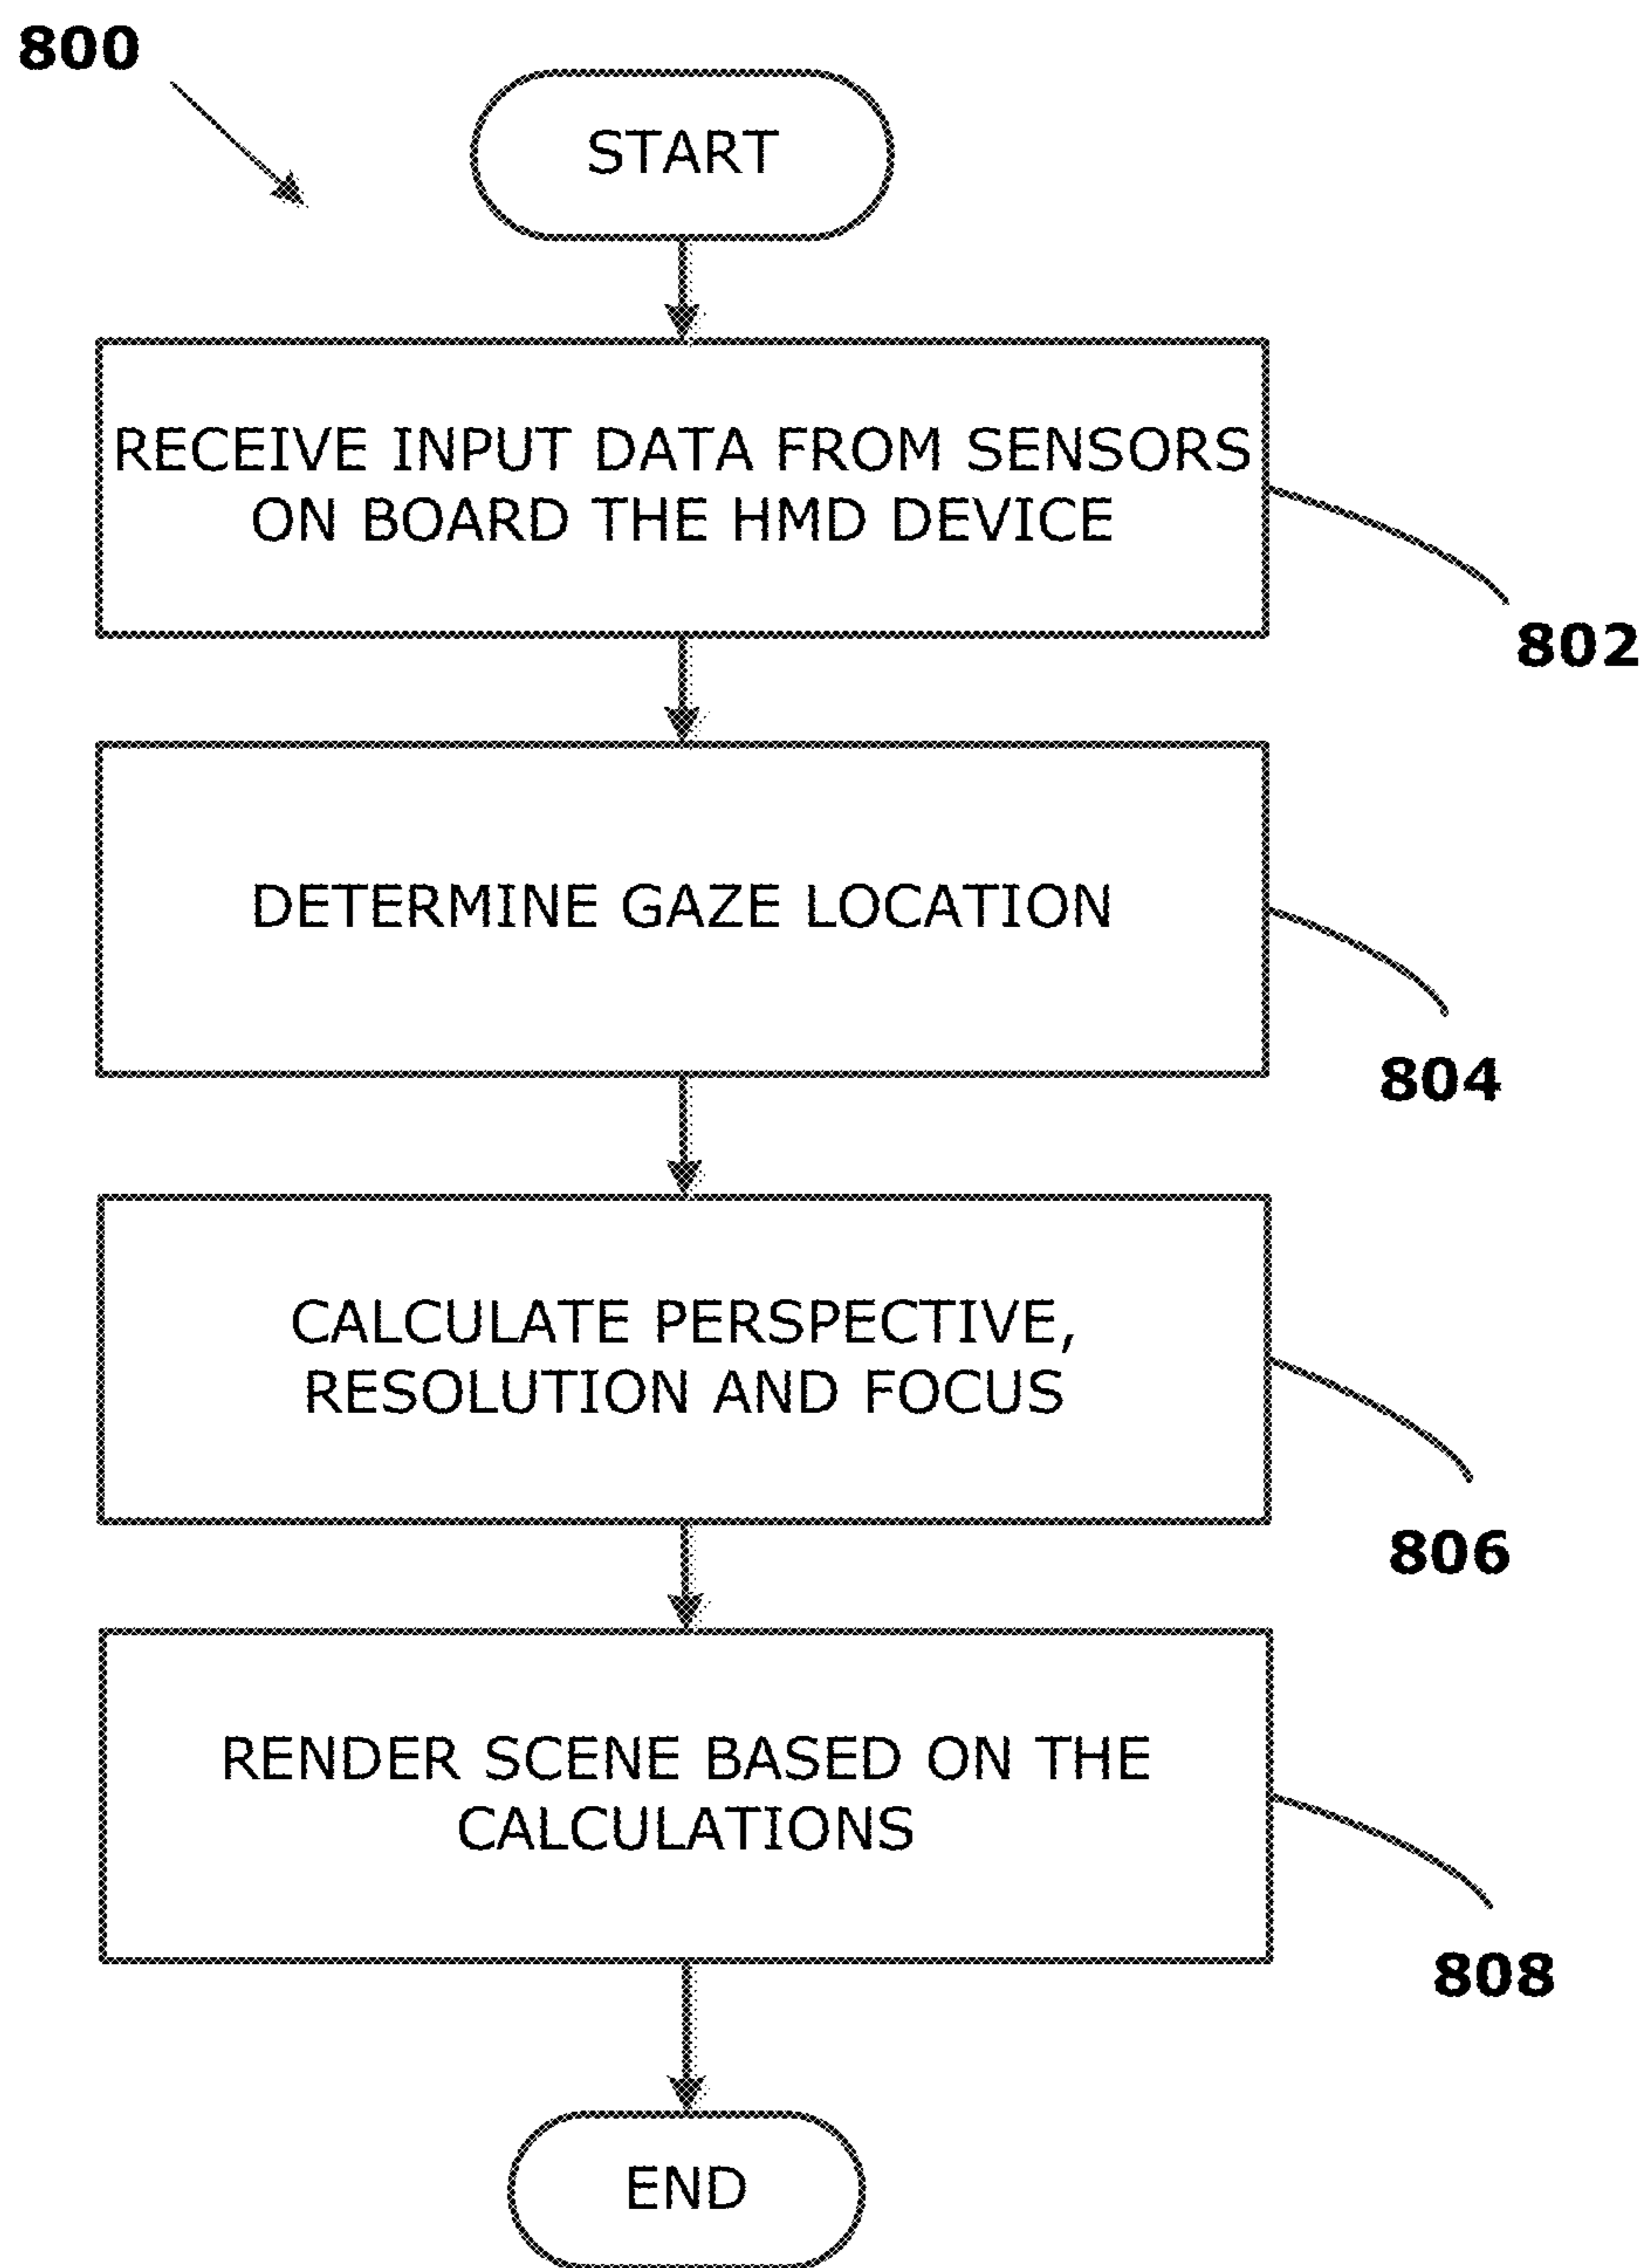 800
START
RECEIVE INPUT DATA FROM SENSORS
ON BOARD THE HMD DEVICE
802
DETERMINE GAZE LOCATION
804
CALCULATE PERSPECTIVE,
RESOLUTION AND FOCUS
806
RENDER SCENE BASED ON THE
CALCULATIONS
808
END